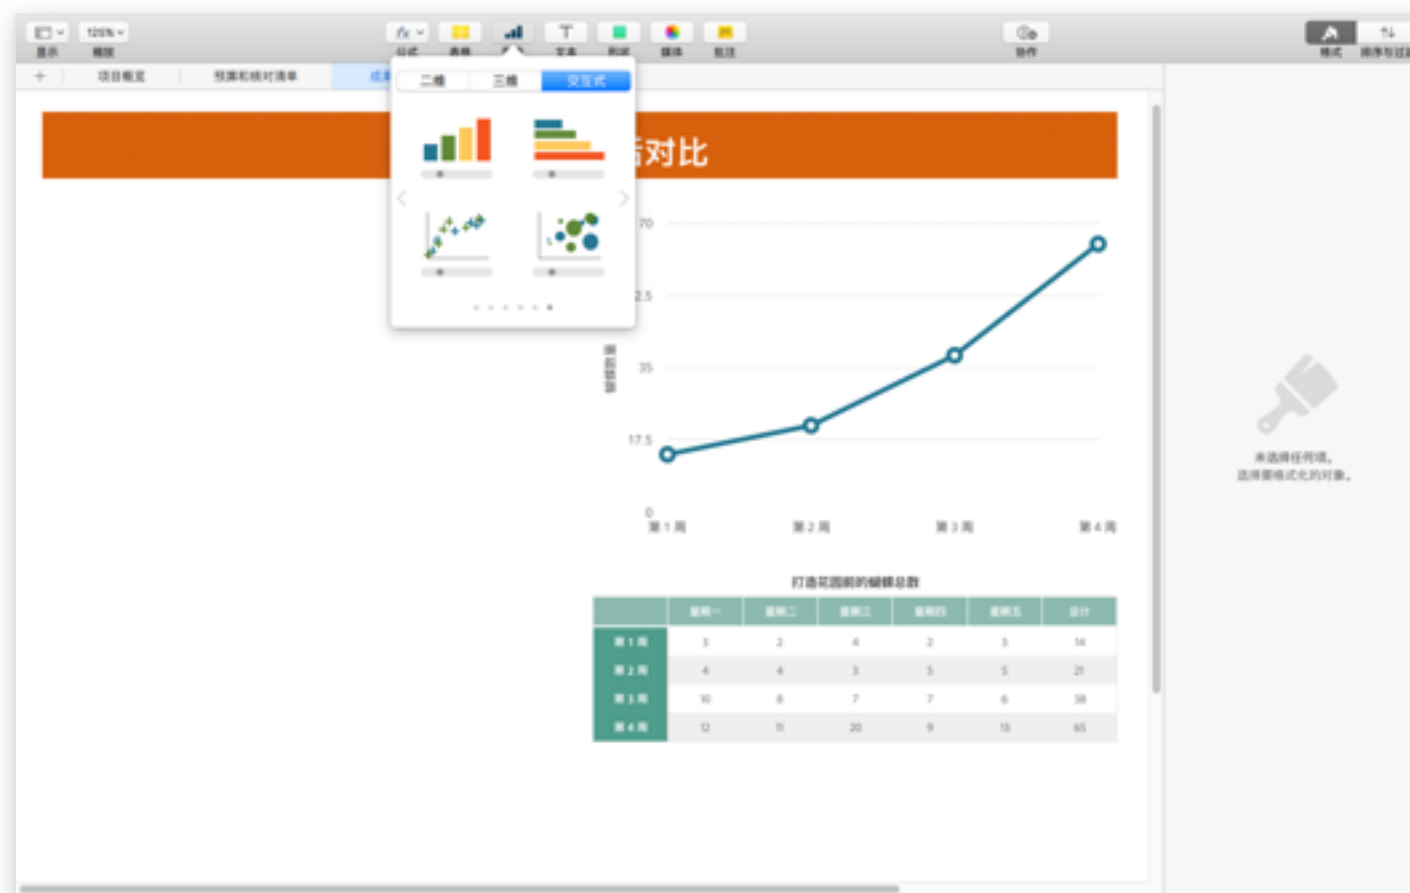 125%
显示 缩放 公式 表格 文本 形状 媒体 批注 协作 格式
项目概览 预算和核对清单
二维 三维 交互式
后对比
70
2.5
35
17.5
0
第 1 周 第 2 周 第 3 周 第 4 周
未选择任何项。
选择要格式化的对象。
打造花园前的蝴蝶总数
星期一 星期二 星期三 星期四 星期五 总计
第 1 周 3 2 4 2 3 14
第 2 周 4 4 3 5 5 21
第 3 周 10 8 7 7 6 38
第 4 周 12 11 20 9 13 65